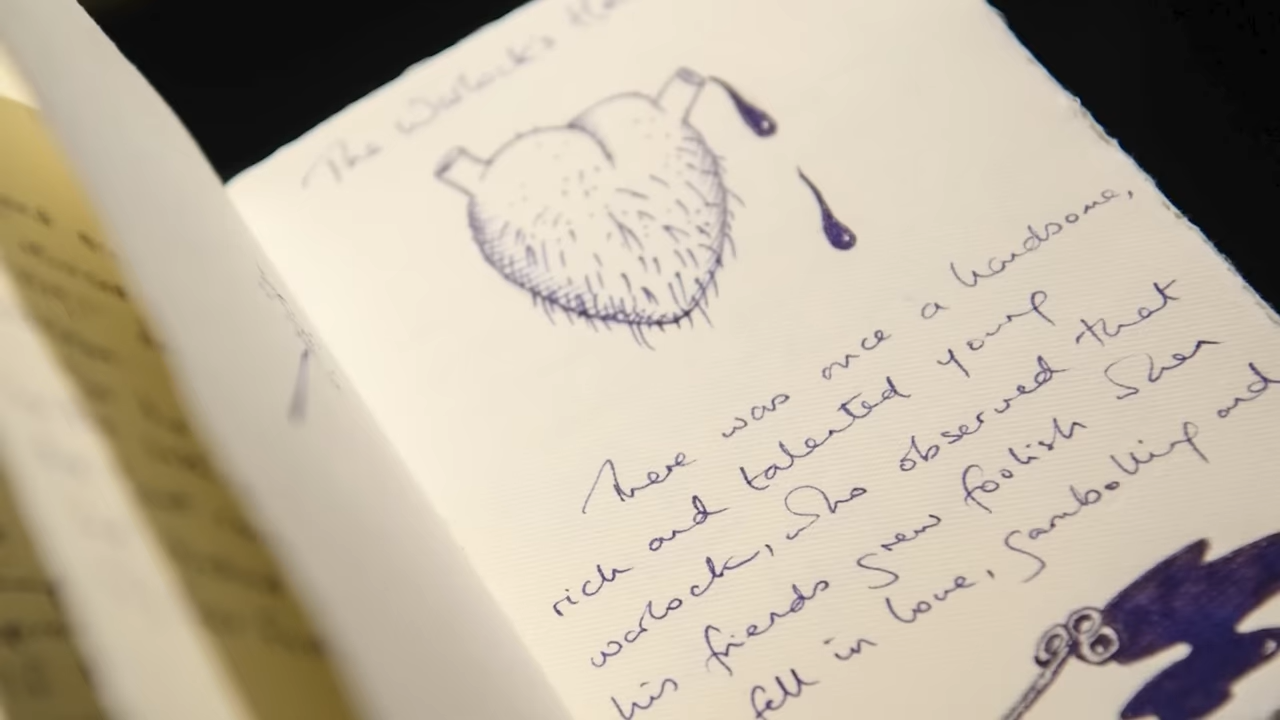 The Warlock's
There was once a handsome,
rich and talented young
warlock, who observed that
his friends grew foolish when
fell in love, gambolling and